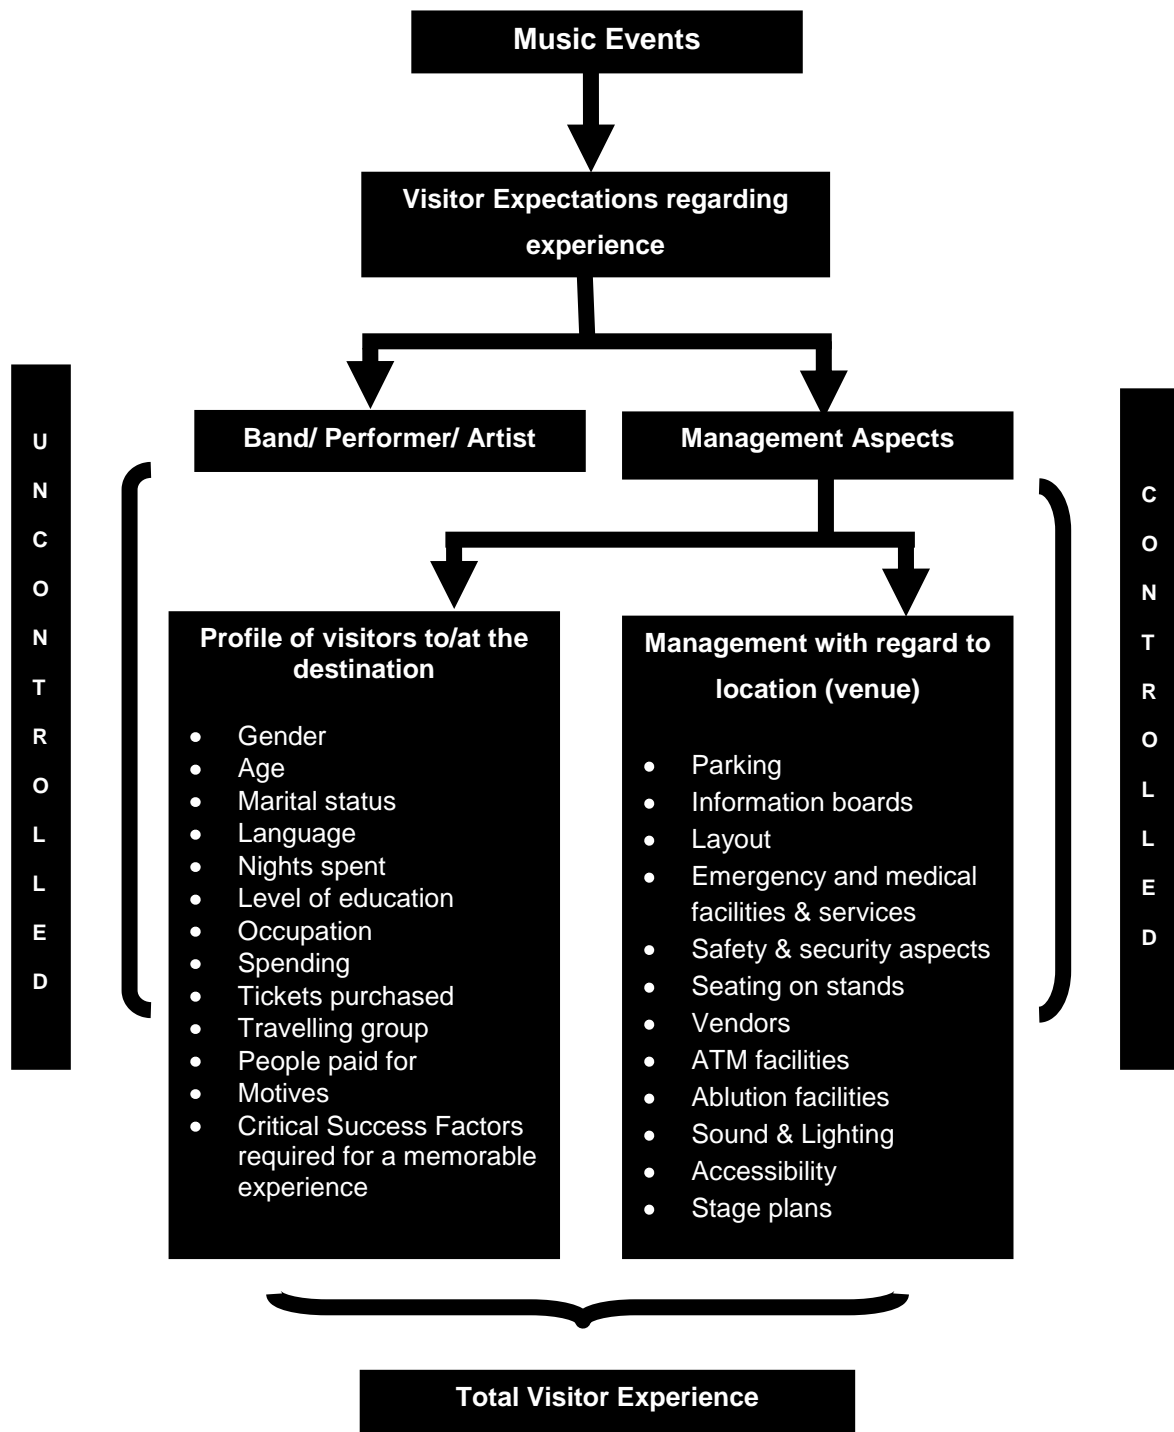 Music Events
Visitor Expectations regarding
experience
Band/ Performer/ Artist
Management Aspects
U
N
C
O
N
T
R
O
L
L
E
D
C
O
N
T
R
O
L
L
E
D
Profile of visitors to/at the
destination
• Gender
• Age
• Marital status
• Language
• Nights spent
• Level of education
• Occupation
• Spending
• Tickets purchased
• Travelling group
• People paid for
• Motives
• Critical Success Factors
required for a memorable
experience
Management with regard to
location (venue)
• Parking
• Information boards
• Layout
• Emergency and medical
facilities & services
• Safety & security aspects
• Seating on stands
• Vendors
• ATM facilities
• Ablution facilities
• Sound & Lighting
• Accessibility
• Stage plans
Total Visitor Experience